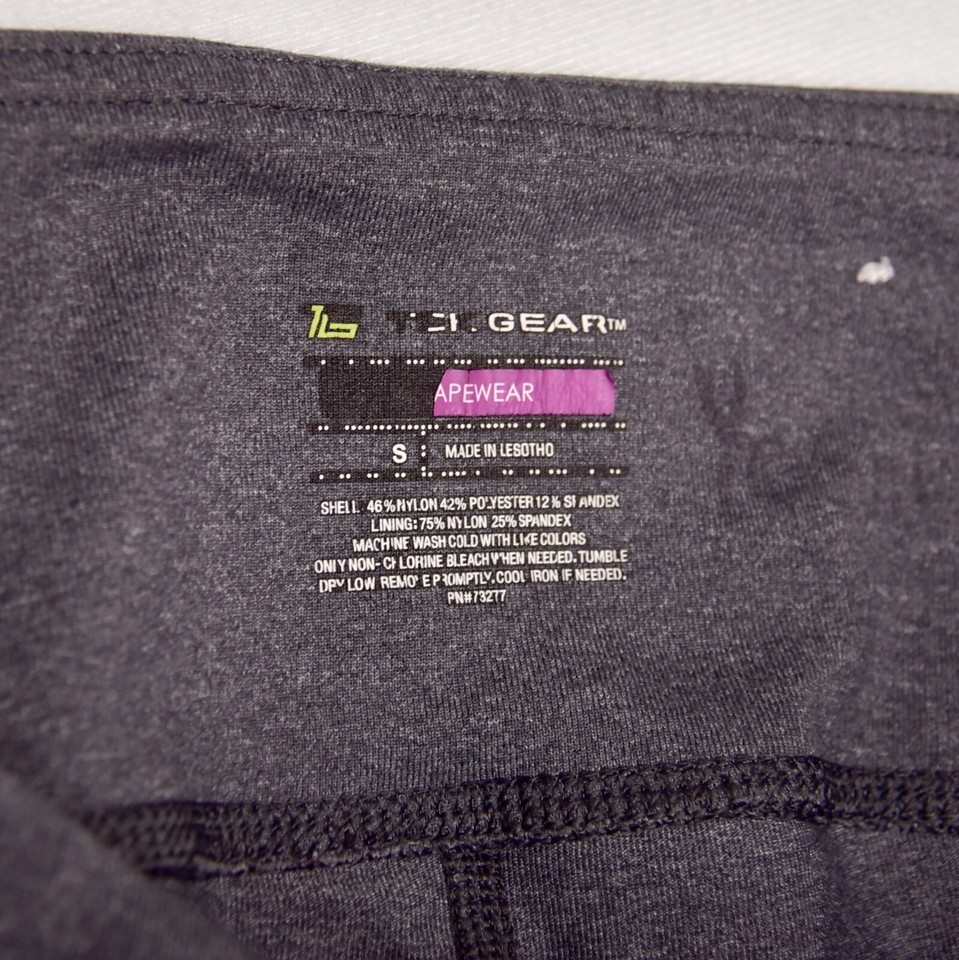 GEAR™
APEWEAR
S MADE IN LESOTHO
SHELL 46% NYLON 42% POLYESTER 12% SPANDEX
LINING: 75% NYLON 25% SPANDEX
MACHINE WASH COLD WITH LIKE COLORS
ONLY NON-CHLORINE BLEACH WHEN NEEDED. TUMBLE
DRY LOW REMOVE PROMPTLY. COOL IRON IF NEEDED.
PN#73277